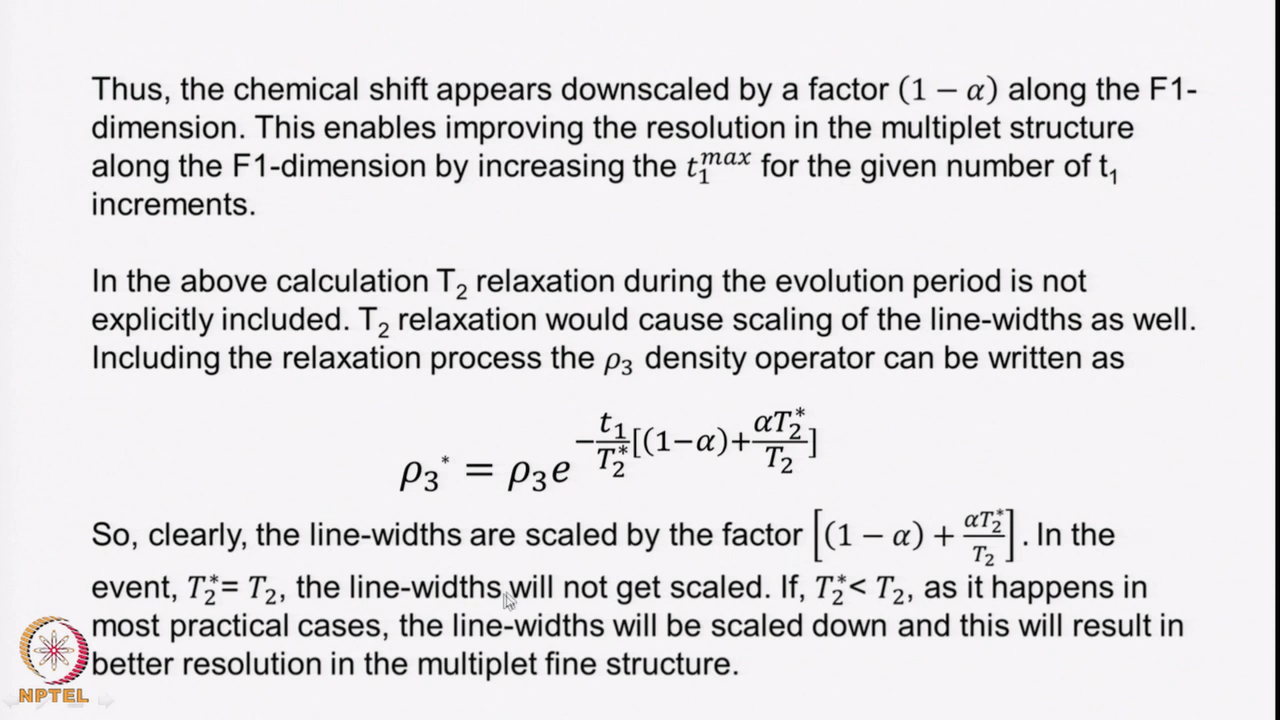 Thus, the chemical shift appears downscaled by a factor (1 − α) along the F1-
dimension. This enables improving the resolution in the multiplet structure
along the F1-dimension by increasing the t₁ᵐᵃˣ for the given number of t₁
increments.
In the above calculation T₂ relaxation during the evolution period is not
explicitly included. T₂ relaxation would cause scaling of the line-widths as well.
Including the relaxation process the ρ₃ density operator can be written as
ρ₃* = ρ₃e^(−t₁/T₂*[(1−α)+αT₂*/T₂])
So, clearly, the line-widths are scaled by the factor [(1 − α) + αT₂*/T₂]. In the
event, T₂*= T₂, the line-widths will not get scaled. If, T₂*< T₂, as it happens in
most practical cases, the line-widths will be scaled down and this will result in
better resolution in the multiplet fine structure.
NPTEL